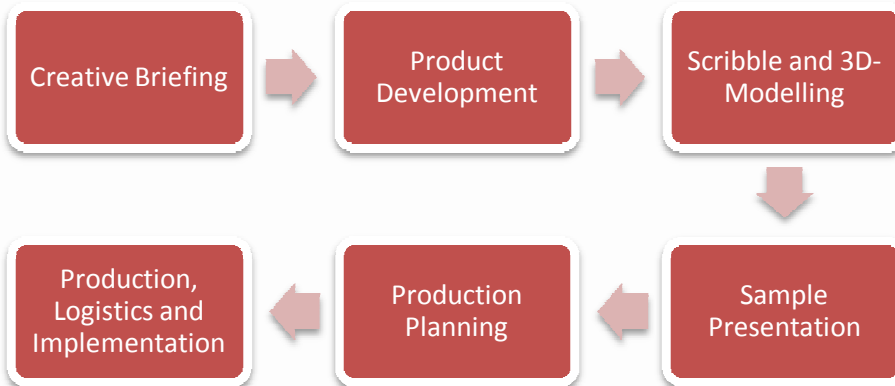 Creative Briefing
Product
Development
Scribble and 3D-
Modelling
Sample
Presentation
Production
Planning
Production,
Logistics and
Implementation